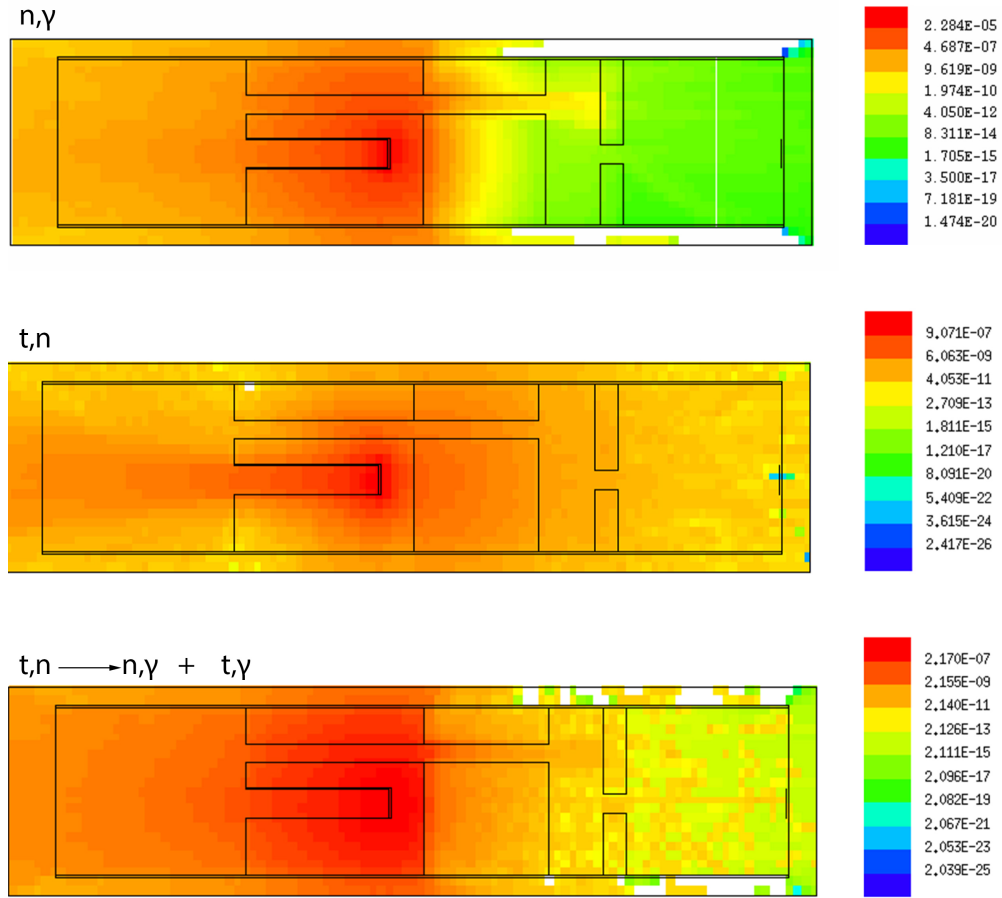 n,γ
2.284E-05
4.687E-07
9.619E-09
1.974E-10
4.050E-12
8.311E-14
1.705E-15
3.500E-17
7.181E-19
1.474E-20
t,n
9.071E-07
6.063E-09
4.053E-11
2.709E-13
1.811E-15
1.210E-17
8.091E-20
5.409E-22
3.615E-24
2.417E-26
t,n ⟶ n,γ + t,γ
2.170E-07
2.155E-09
2.140E-11
2.126E-13
2.111E-15
2.096E-17
2.082E-19
2.067E-21
2.053E-23
2.039E-25